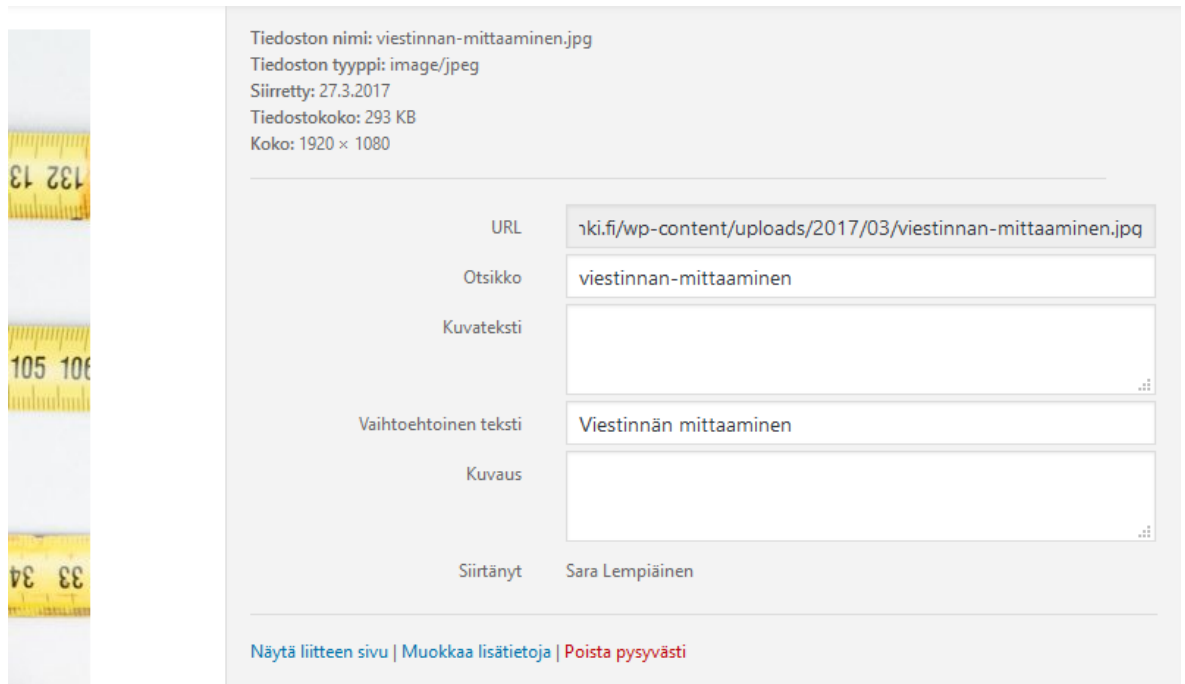 Tiedoston nimi: viestinnan-mittaaminen.jpg
Tiedoston tyyppi: image/jpeg
Siirretty: 27.3.2017
Tiedostokoko: 293 KB
Koko: 1920 × 1080
132 13
URL nki.fi/wp-content/uploads/2017/03/viestinnan-mittaaminen.jpg
Otsikko viestinnan-mittaaminen
Kuvateksti
105 106
Vaihtoehtoinen teksti Viestinnän mittaaminen
Kuvaus
33 34
Siirtänyt Sara Lempiäinen
Näytä liitteen sivu | Muokkaa lisätietoja | Poista pysyvästi